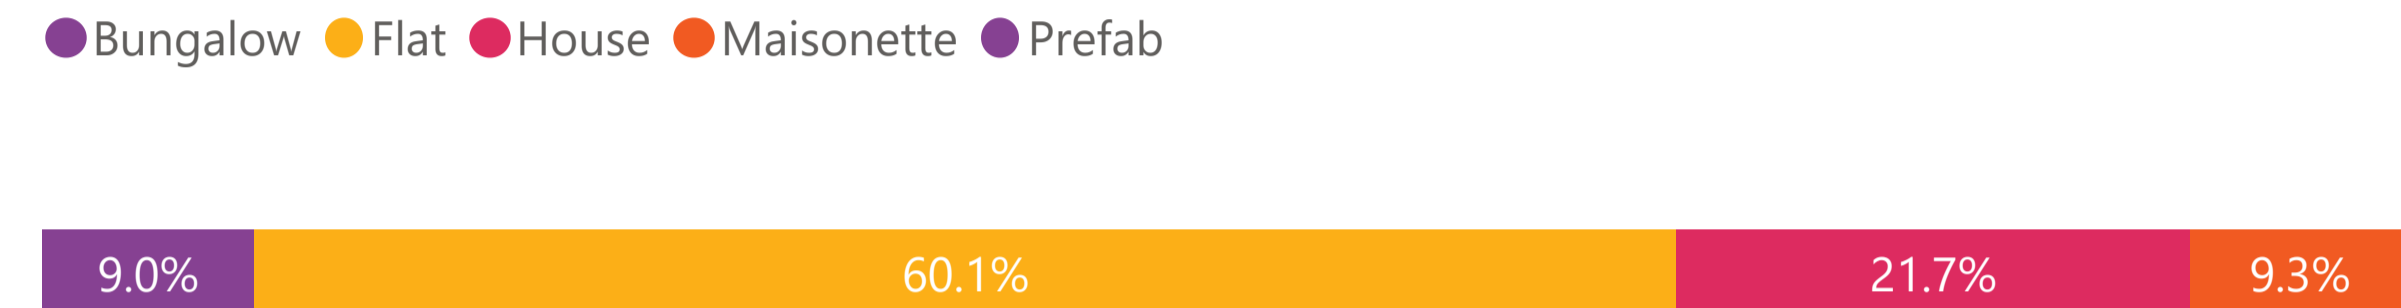 Bungalow Flat House Maisonette Prefab
9.0% 60.1% 21.7% 9.3%